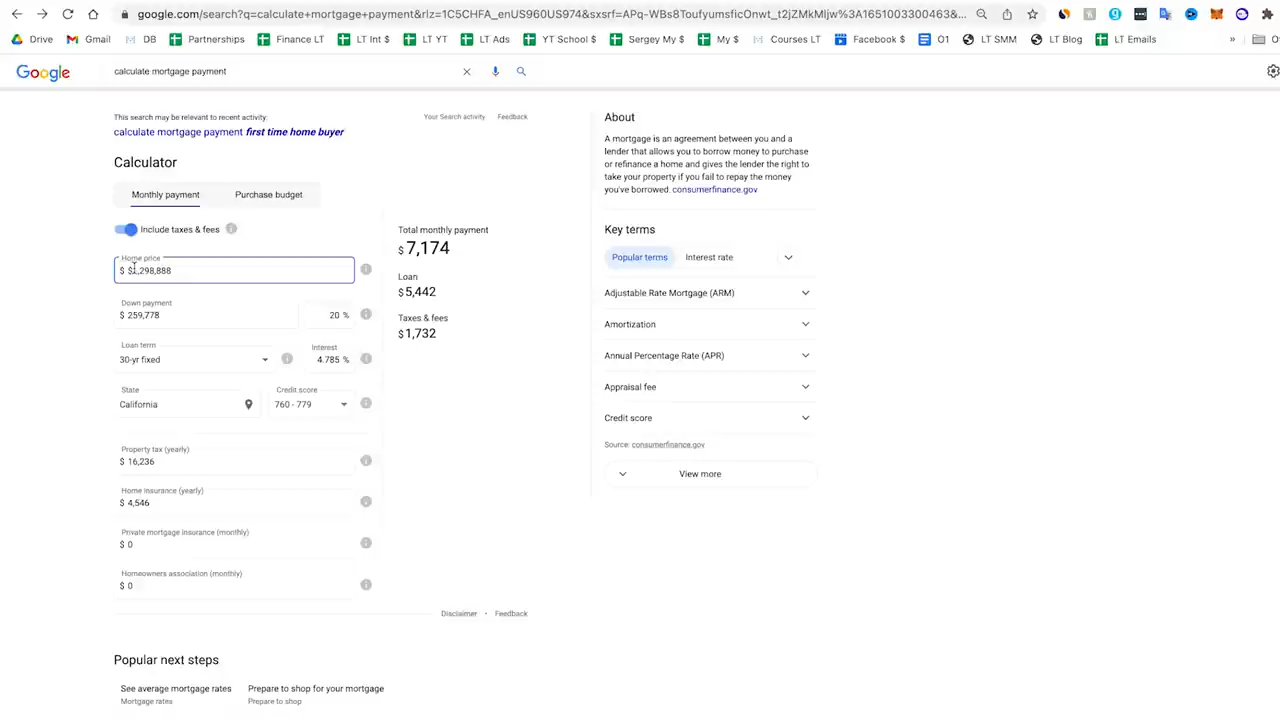 google.com/search?q=calculate+mortgage+payment&rlz=1C5CHFA_enUS960US974&sxsrf=APq-WBs8ToufyumsficOnwt_t2jZMkMljw%3A1651003300463&...
Drive Gmail DB Partnerships Finance LT LT Int $ LT YT LT Ads YT School $ Sergey My $ My $ Courses LT Facebook $ O1 LT SMM LT Blog LT Emails »
Google calculate mortgage payment
This search may be relevant to recent activity:
Your Search activity Feedback
calculate mortgage payment first time home buyer
Calculator
Monthly payment Purchase budget
Include taxes & fees
Home price
$ $1,298,888
Down payment
$ 259,778 20 %
Loan term Interest
30-yr fixed 4.785 %
State Credit score
California 760 - 779
Property tax (yearly)
$ 16,236
Home insurance (yearly)
$ 4,546
Private mortgage insurance (monthly)
$ 0
Homeowners association (monthly)
$ 0
Total monthly payment
$ 7,174
Loan
$ 5,442
Taxes & fees
$ 1,732
Disclaimer • Feedback
Popular next steps
See average mortgage rates
Mortgage rates
Prepare to shop for your mortgage
Prepare to shop
About
A mortgage is an agreement between you and a
lender that allows you to borrow money to purchase
or refinance a home and gives the lender the right to
take your property if you fail to repay the money
you've borrowed. consumerfinance.gov
Key terms
Popular terms Interest rate
Adjustable Rate Mortgage (ARM)
Amortization
Annual Percentage Rate (APR)
Appraisal fee
Credit score
Source: consumerfinance.gov
View more